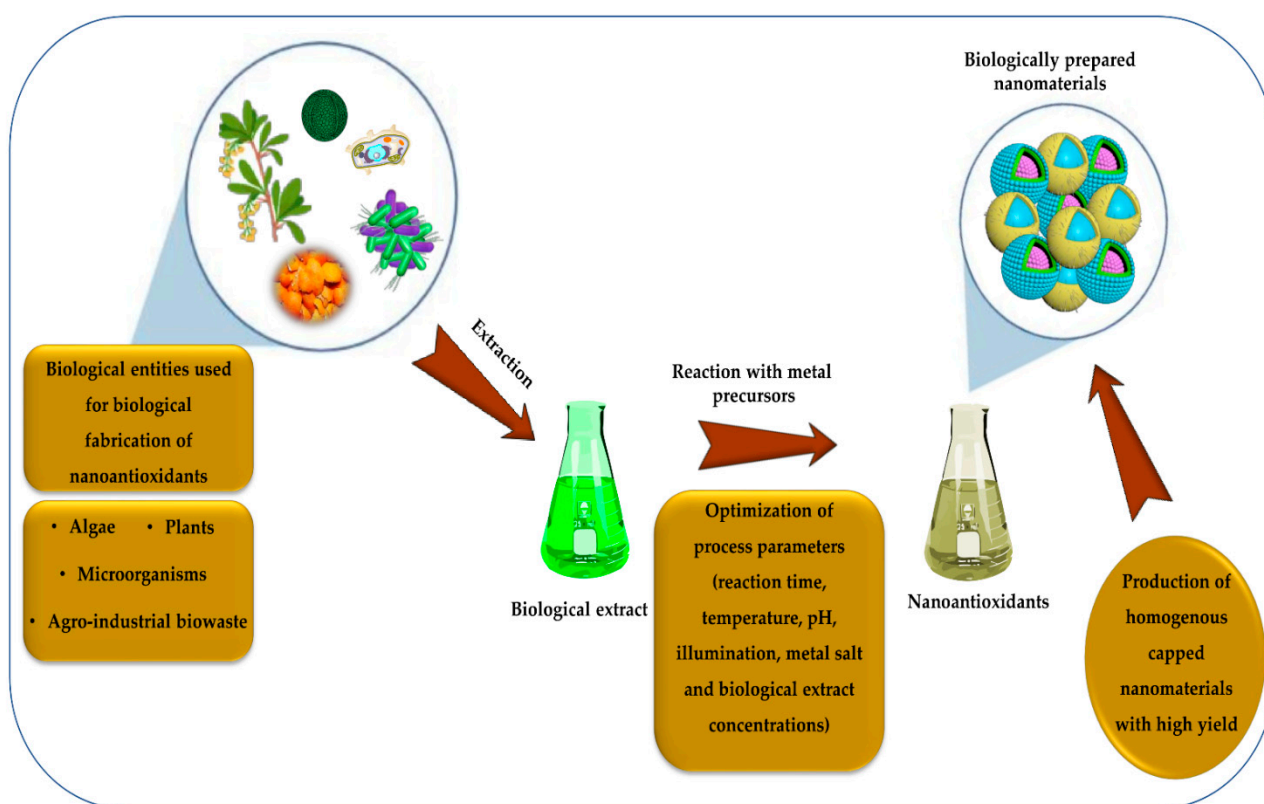 Biologically prepared
nanomaterials
Extraction
Biological entities used
for biological
fabrication of
nanoantioxidants
• Algae • Plants
• Microorganisms
• Agro-industrial biowaste
Biological extract
Reaction with metal
precursors
Optimization of
process parameters
(reaction time,
temperature, pH,
illumination, metal salt
and biological extract
concentrations)
Nanoantioxidants
Production of
homogenous
capped
nanomaterials
with high yield